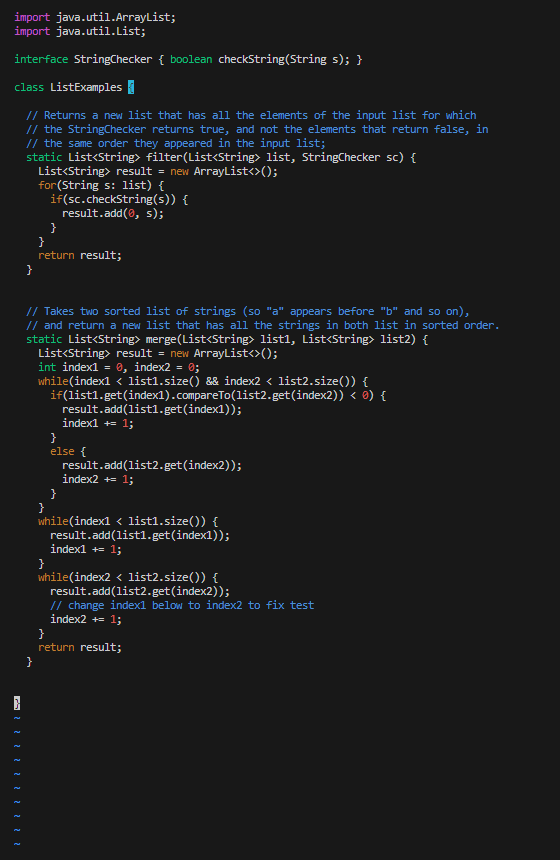 import java.util.ArrayList;
import java.util.List;

interface StringChecker { boolean checkString(String s); }

class ListExamples {

  // Returns a new list that has all the elements of the input list for which
  // the StringChecker returns true, and not the elements that return false, in
  // the same order they appeared in the input list;
  static List<String> filter(List<String> list, StringChecker sc) {
    List<String> result = new ArrayList<>();
    for(String s: list) {
      if(sc.checkString(s)) {
        result.add(0, s);
      }
    }
    return result;
  }


  // Takes two sorted list of strings (so "a" appears before "b" and so on),
  // and return a new list that has all the strings in both list in sorted order.
  static List<String> merge(List<String> list1, List<String> list2) {
    List<String> result = new ArrayList<>();
    int index1 = 0, index2 = 0;
    while(index1 < list1.size() && index2 < list2.size()) {
      if(list1.get(index1).compareTo(list2.get(index2)) < 0) {
        result.add(list1.get(index1));
        index1 += 1;
      }
      else {
        result.add(list2.get(index2));
        index2 += 1;
      }
    }
    while(index1 < list1.size()) {
      result.add(list1.get(index1));
      index1 += 1;
    }
    while(index2 < list2.size()) {
      result.add(list2.get(index2));
      // change index1 below to index2 to fix test
      index2 += 1;
    }
    return result;
  }


}
~
~
~
~
~
~
~
~
~
~